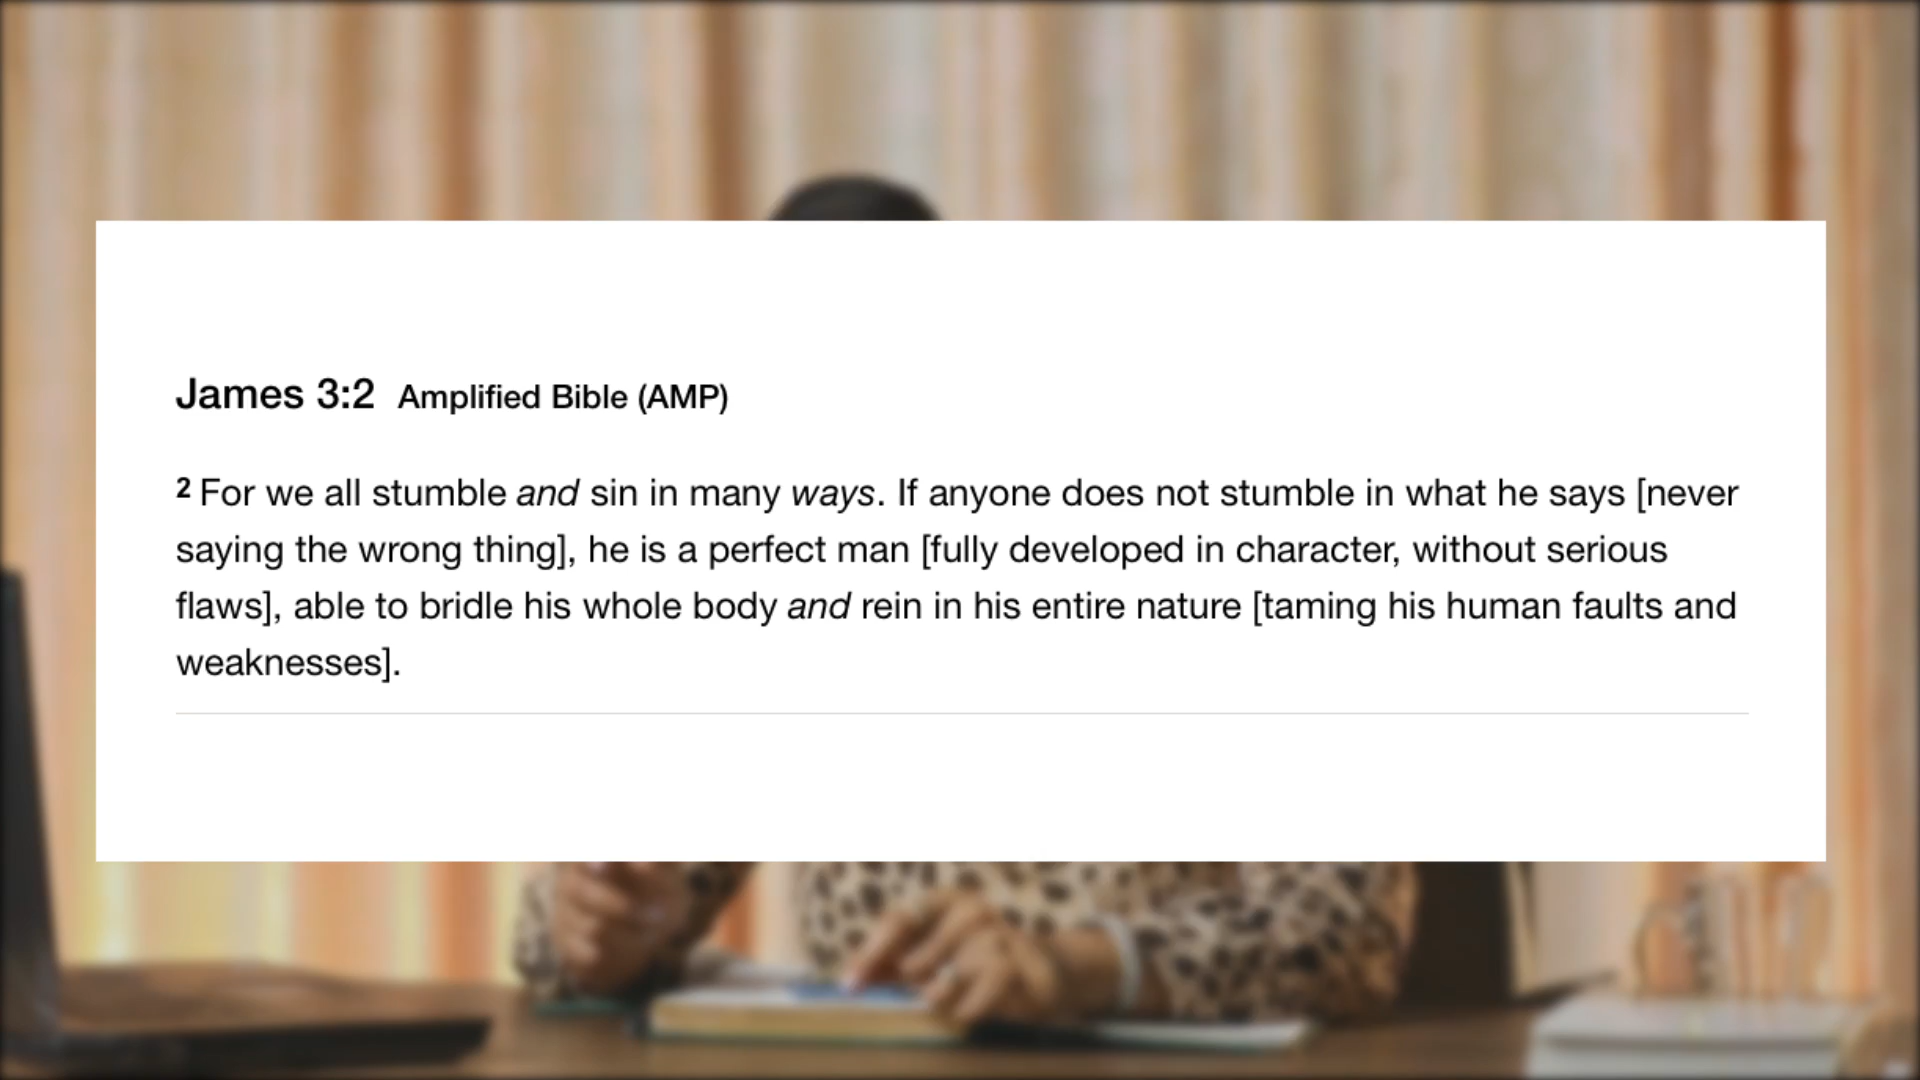 James 3:2 Amplified Bible (AMP)
2 For we all stumble and sin in many ways. If anyone does not stumble in what he says [never
saying the wrong thing], he is a perfect man [fully developed in character, without serious
flaws], able to bridle his whole body and rein in his entire nature [taming his human faults and
weaknesses].